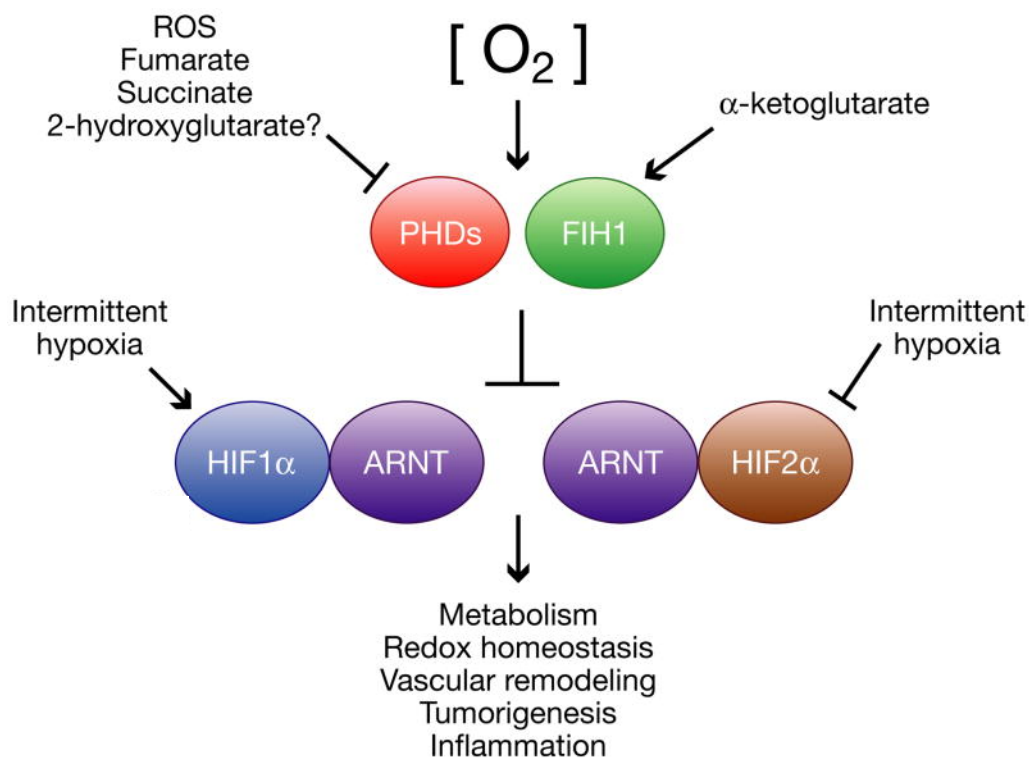 ROS
Fumarate
Succinate
2-hydroxyglutarate?
[ O₂ ]
α-ketoglutarate
PHDs
FIH1
Intermittent
hypoxia
Intermittent
hypoxia
HIF1α
ARNT
ARNT
HIF2α
Metabolism
Redox homeostasis
Vascular remodeling
Tumorigenesis
Inflammation